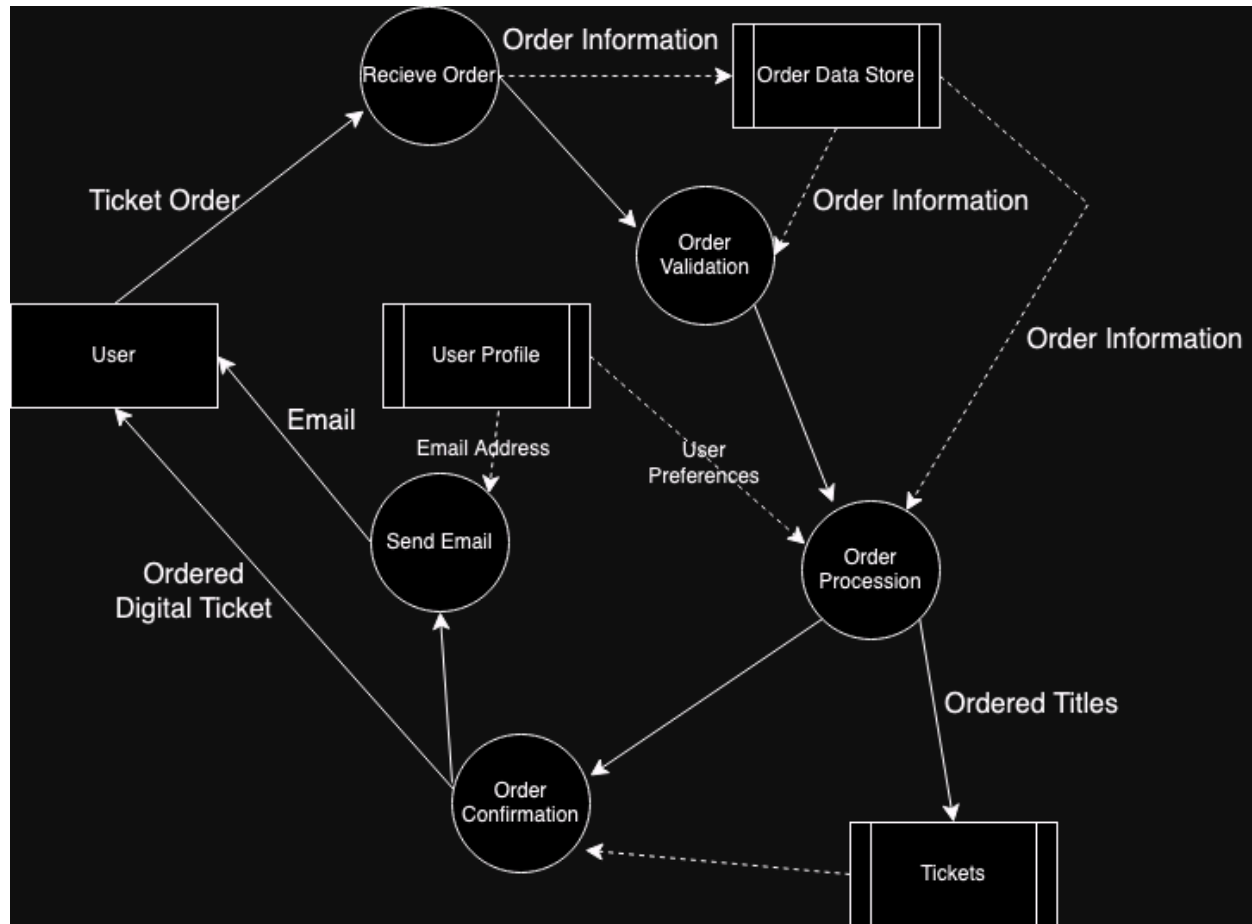 Order Information
Recieve Order
Order Data Store
Ticket Order
Order Information
Order
Validation
User
User Profile
Order Information
Email
Email Address
User
Preferences
Send Email
Order
Procession
Ordered
Digital Ticket
Ordered Titles
Order
Confirmation
Tickets